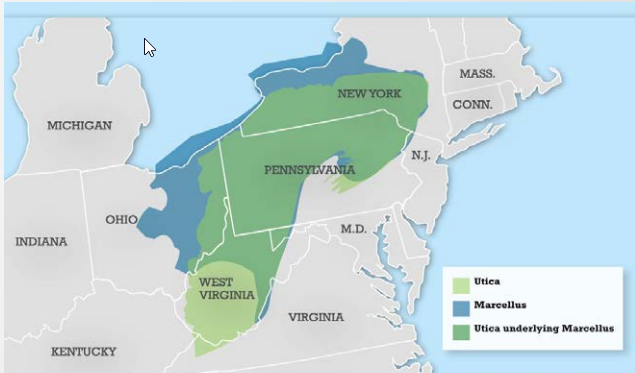 MASS.
NEW YORK
CONN.
MICHIGAN
N.J.
PENNSYLVANIA
OHIO
M.D.
INDIANA
WEST
VIRGINIA
VIRGINIA
KENTUCKY
Utica
Marcellus
Utica underlying Marcellus